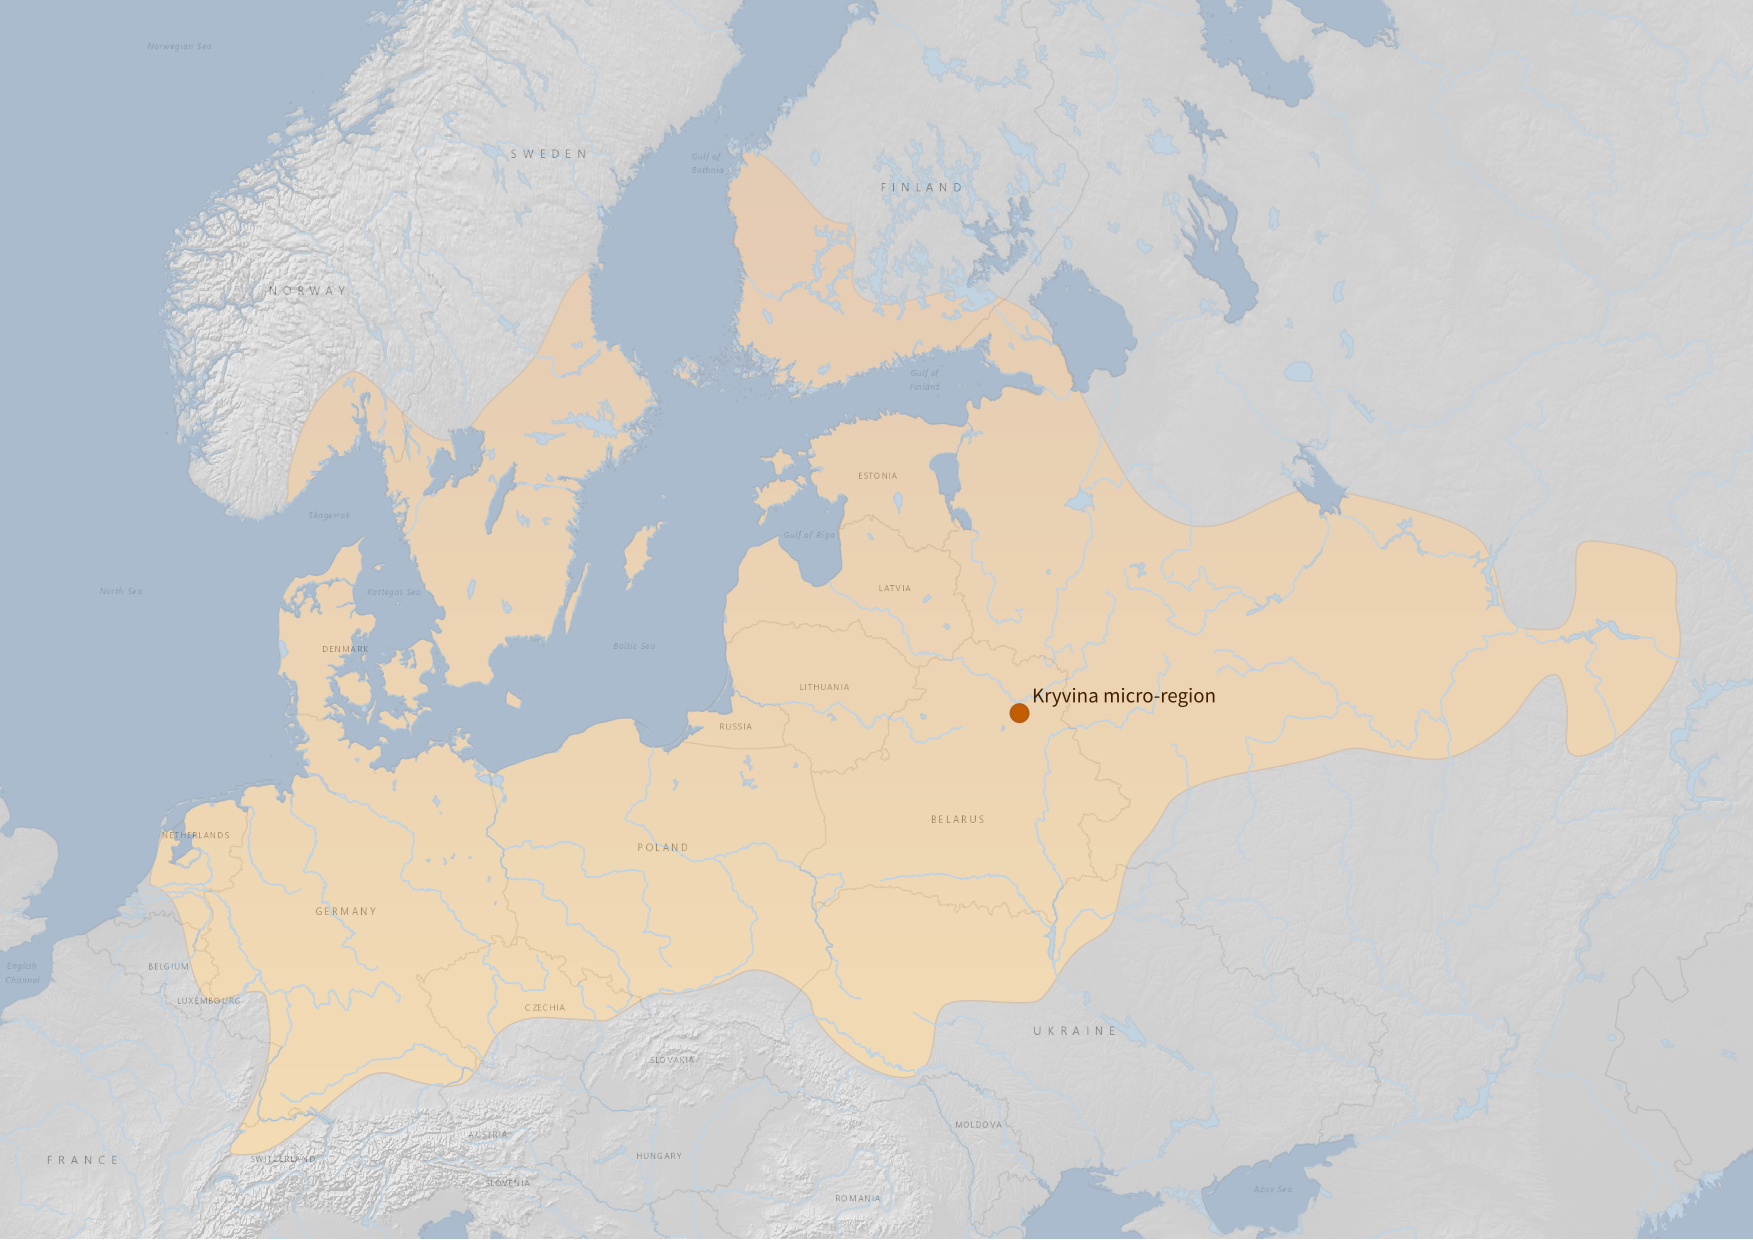 Norwegian Sea
SWEDEN
Gulf of
Bothnia
FINLAND
NORWAY
Gulf of
Finland
ESTONIA
Skagerrak
Gulf of Riga
North Sea
Kattegat Sea
LATVIA
DENMARK
Baltic Sea
LITHUANIA
Kryvina micro-region
RUSSIA
BELARUS
NETHERLANDS
POLAND
GERMANY
English
Channel
BELGIUM
LUXEMBOURG
CZECHIA
UKRAINE
SLOVAKIA
MOLDOVA
AUSTRIA
FRANCE
SWITZERLAND
HUNGARY
SLOVENIA
Azov Sea
ROMANIA